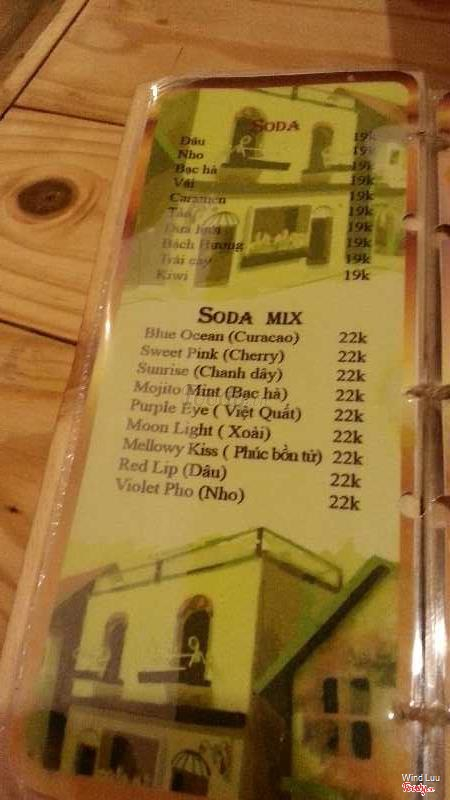 SODA
Dâu 19k
Nho 19k
Bạc hà 19k
Vải 19k
Caramen 19k
Táo 19k
Dưa lưới 19k
Bách Hương 19k
Trái cây 19k
Kiwi 19k
SODA MIX
Blue Ocean (Curacao) 22k
Sweet Pink (Cherry) 22k
Sunrise (Chanh dây) 22k
Mojito Mint (Bạc hà) 22k
Purple Eye ( Việt Quất) 22k
Moon Light ( Xoài) 22k
Mellowy Kiss ( Phúc bồn tử) 22k
Red Lip (Dâu) 22k
Violet Pho (Nho) 22k
Wind Luu
Foody.vn